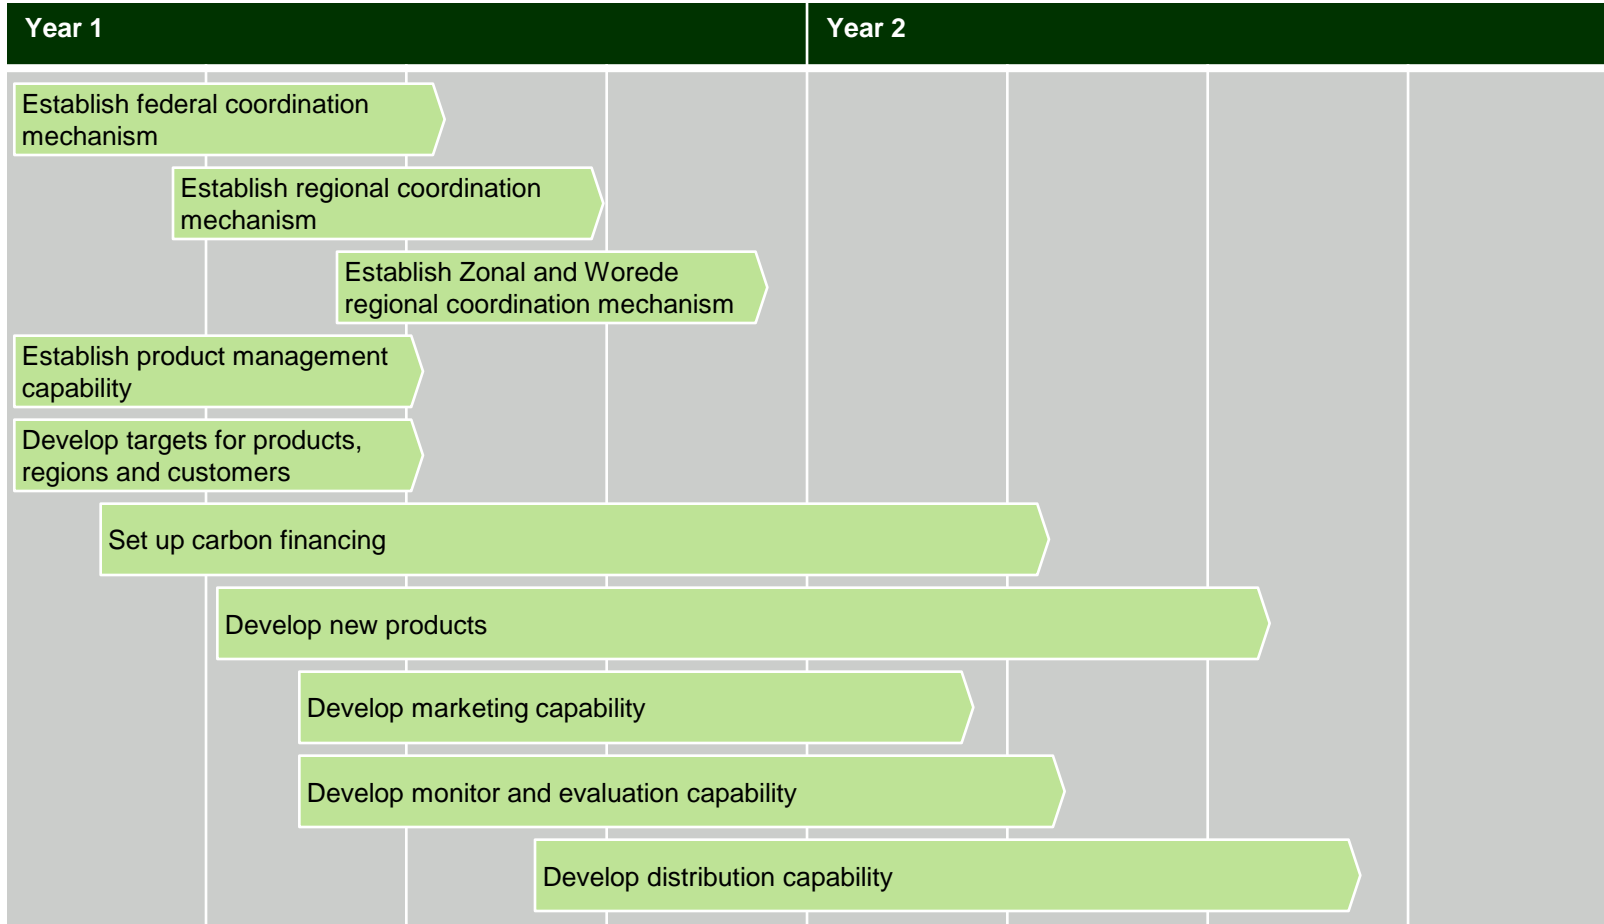 Year 1
Year 2
Establish federal coordination
mechanism
Establish regional coordination
mechanism
Establish Zonal and Worede
regional coordination mechanism
Establish product management
capability
Develop targets for products,
regions and customers
Set up carbon financing
Develop new products
Develop marketing capability
Develop monitor and evaluation capability
Develop distribution capability